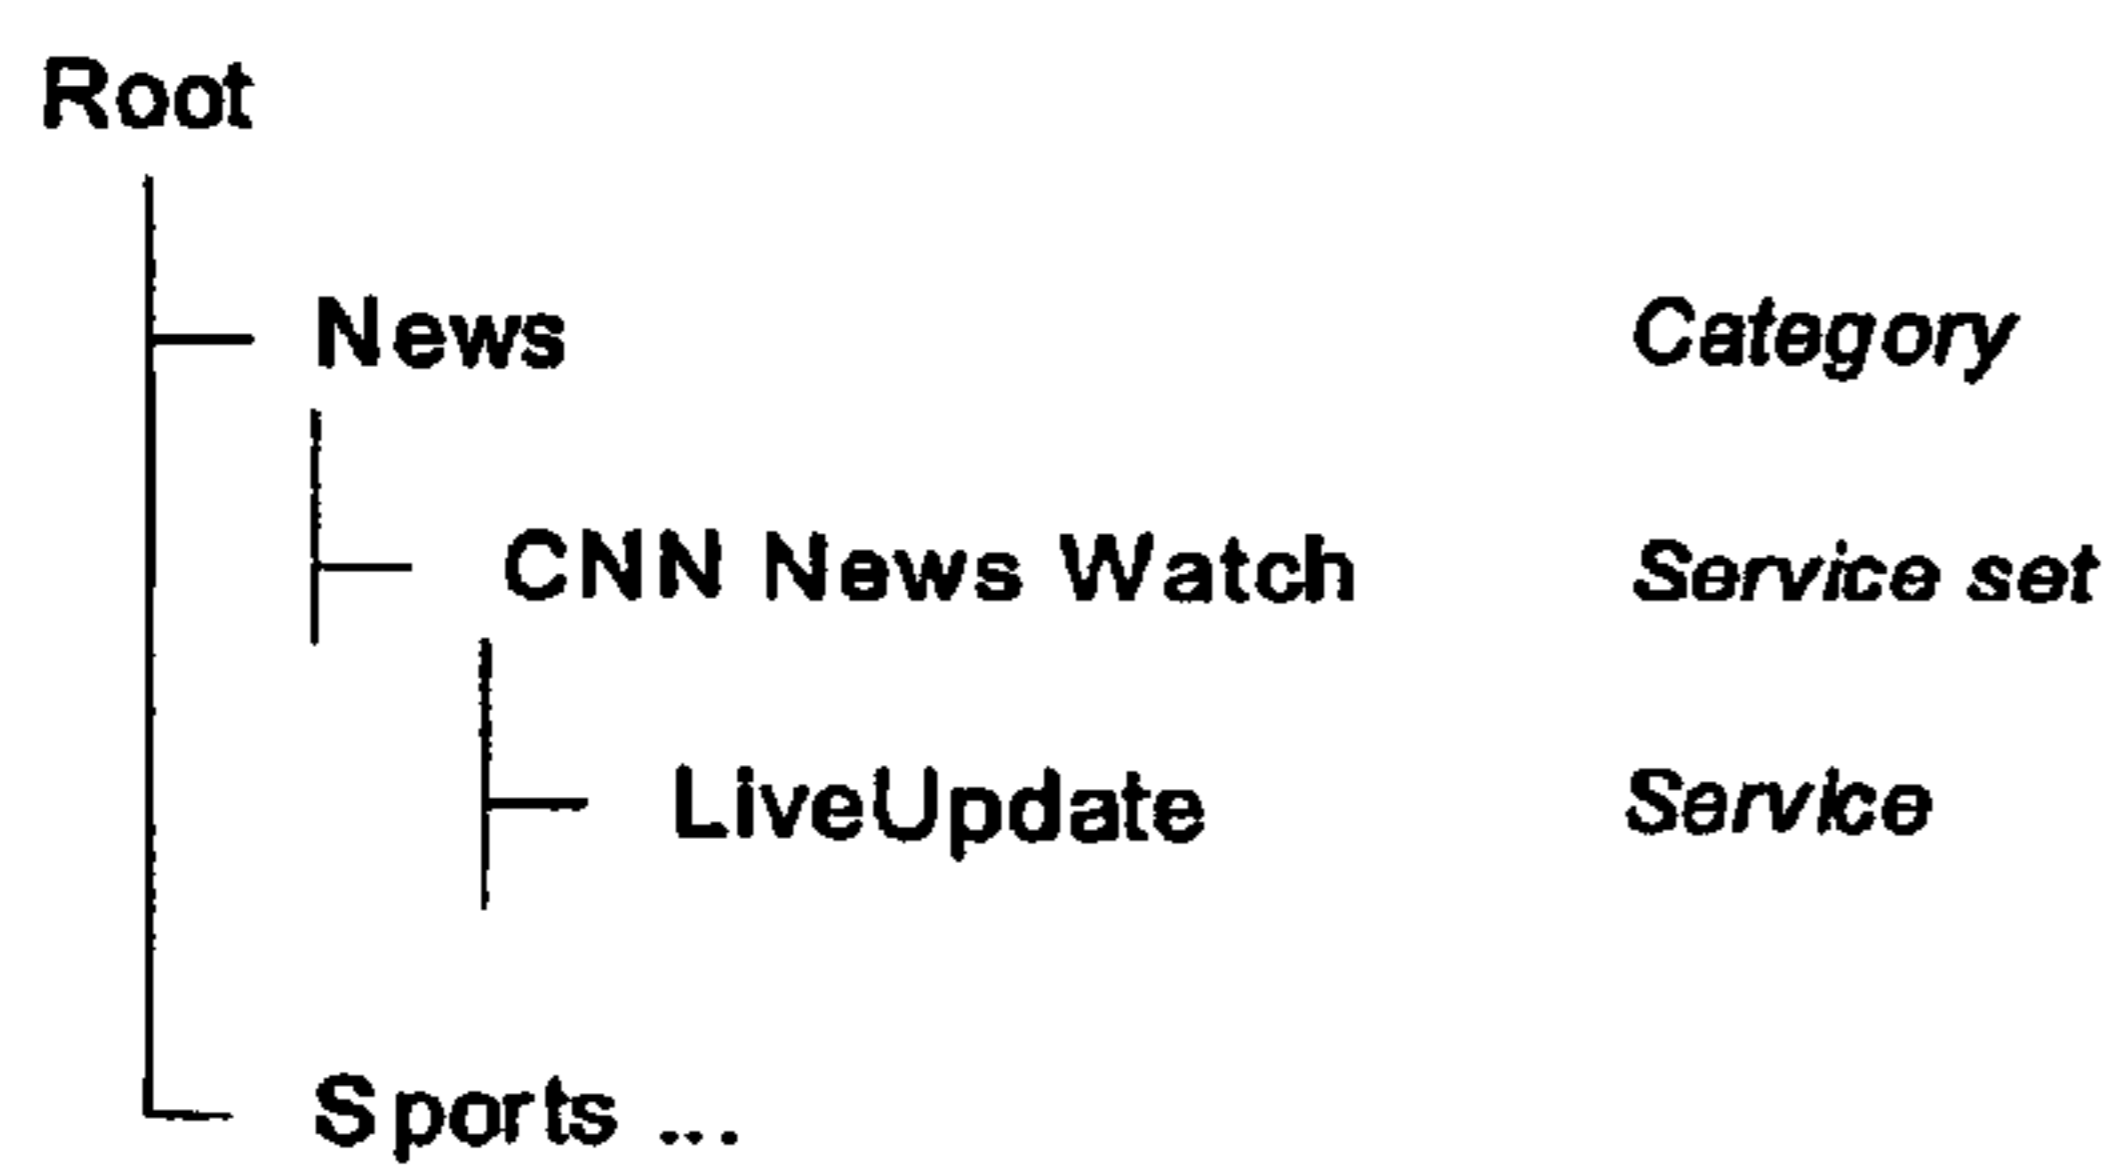 Root
News Category
CNN News Watch Service set
LiveUpdate Service
Sports ...